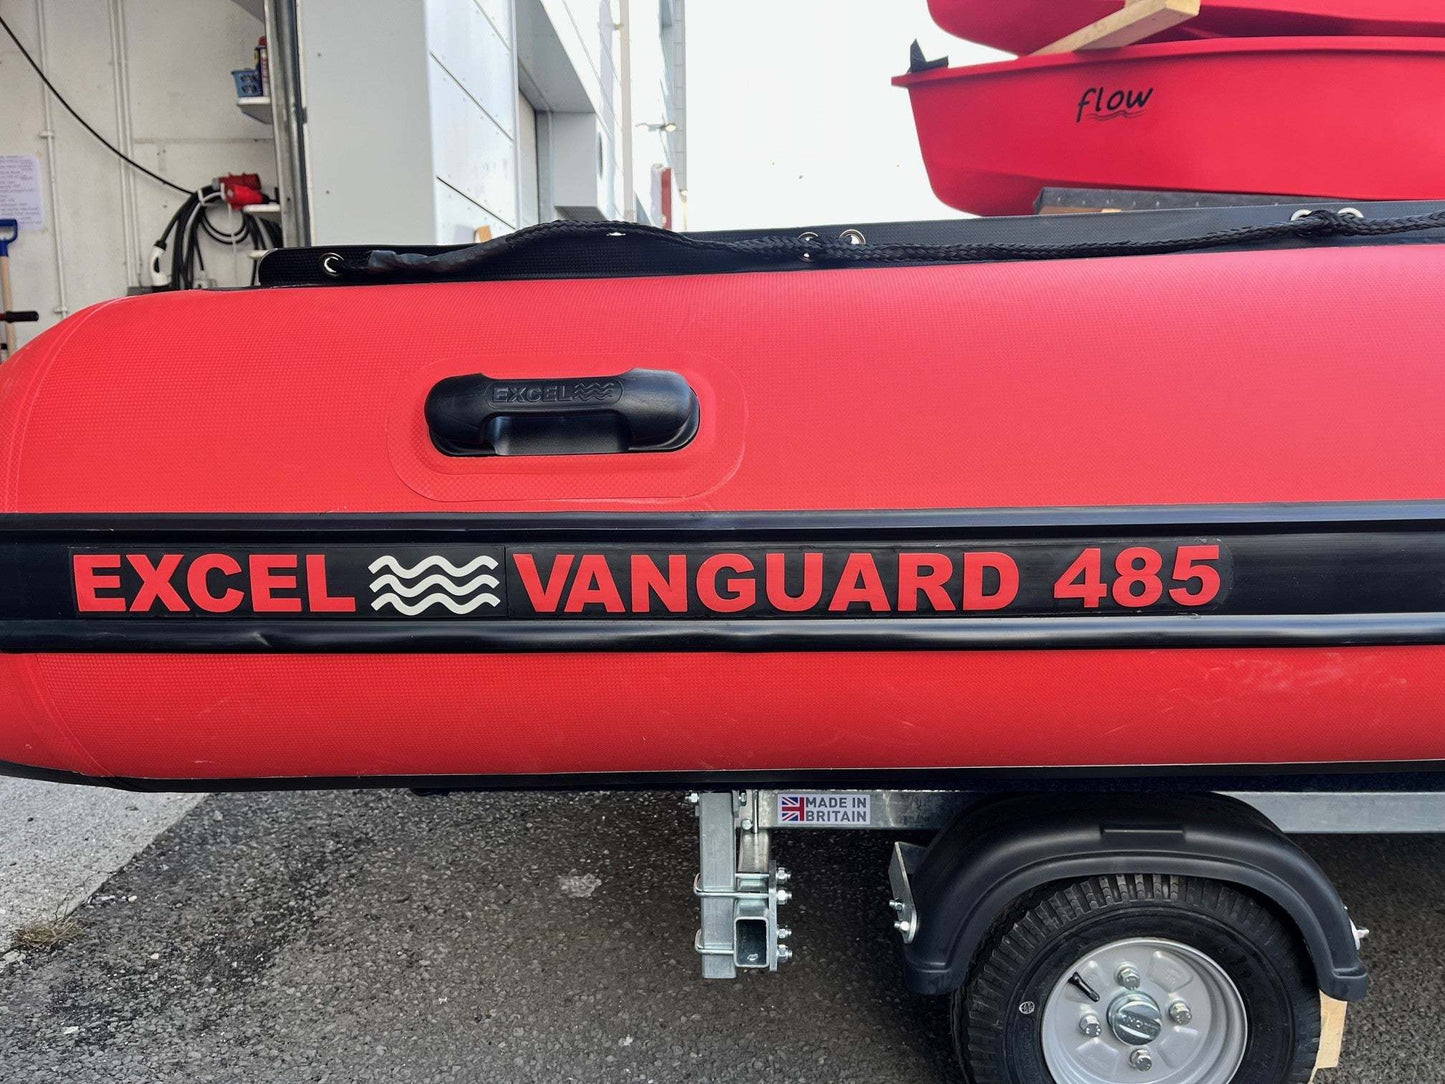 flow
EXCEL
EXCEL VANGUARD 485
MADE IN
BRITAIN